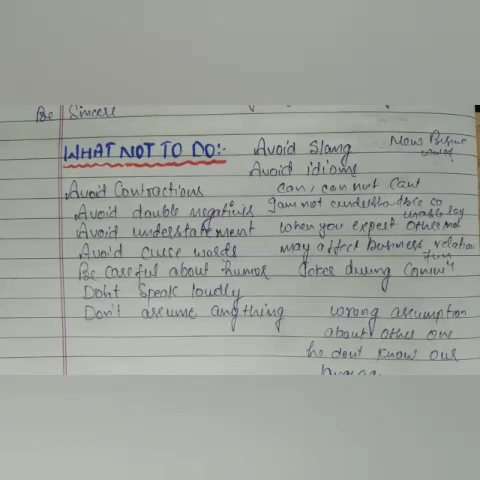 Be Sincere
WHAT NOT TO DO:- Avoid Slang
Avoid idioms
Avoid Contractions can, can not
Avoid double negatives I am not
Avoid understatement when you expect other
Avoid curse words may affect business relation
Be careful about humor Jokes during
Don't Speak loudly
Don't assume anything wrong assumption
about other one
he don't know our